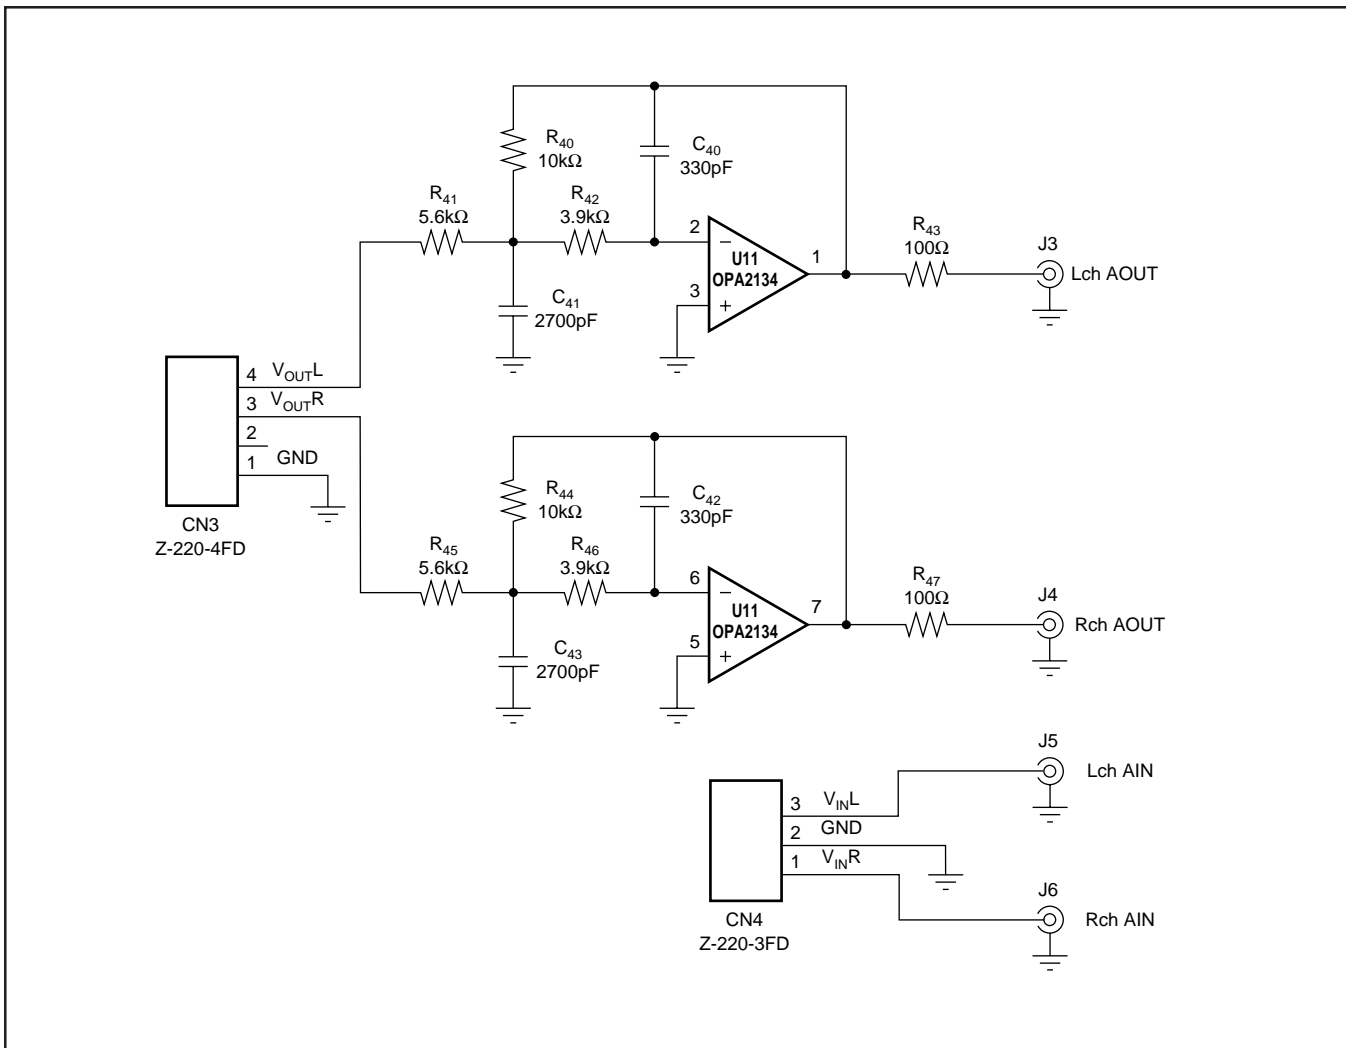 R40
10kΩ
C40
330pF
R41
5.6kΩ
R42
3.9kΩ
2
−
U11
OPA2134
1
3
+
R43
100Ω
J3
Lch AOUT
C41
2700pF
4
VOUTL
3
VOUTR
2
1
GND
CN3
Z-220-4FD
R44
10kΩ
C42
330pF
R45
5.6kΩ
R46
3.9kΩ
6
−
U11
OPA2134
7
5
+
R47
100Ω
J4
Rch AOUT
C43
2700pF
J5
Lch AIN
3
VINL
2
GND
1
VINR
CN4
Z-220-3FD
J6
Rch AIN